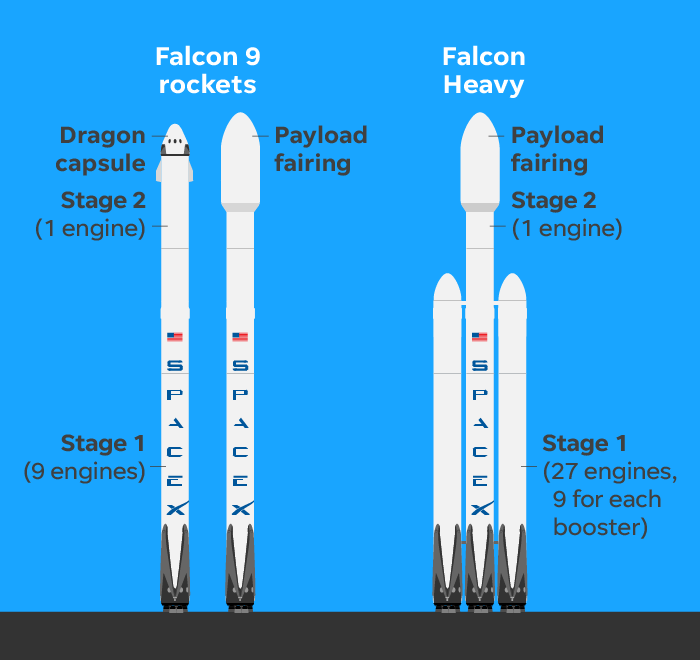 Falcon 9
rockets
Falcon
Heavy
Dragon
capsule
Payload
fairing
Stage 2
(1 engine)
Payload
fairing
Stage 2
(1 engine)
Stage 1
(9 engines)
Stage 1
(27 engines,
9 for each
booster)
SPACEX
SPACEX
SPACEX